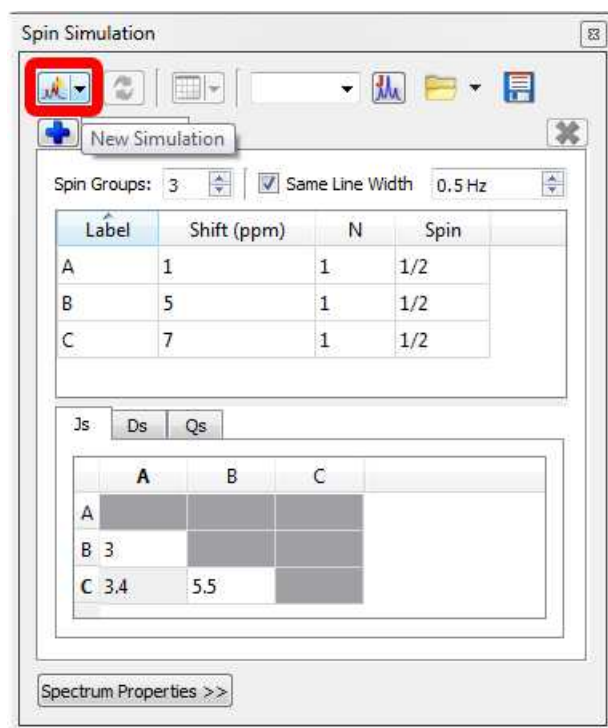 Spin Simulation
New Simulation
Spin Groups: 3 Same Line Width 0.5 Hz
Label Shift (ppm) N Spin
A 1 1 1/2
B 5 1 1/2
C 7 1 1/2
Js Ds Qs
A B C
A
B 3
C 3.4 5.5
Spectrum Properties >>